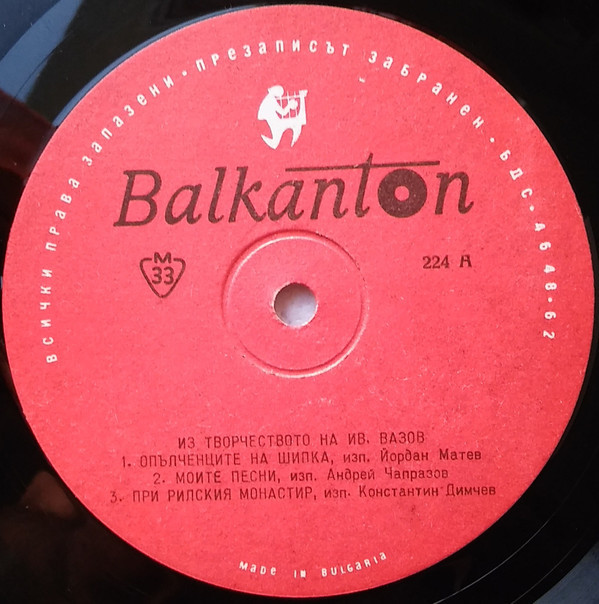 ВСИЧКИ ПРАВА ЗАПАЗЕНИ · ПРЕЗАПИСЪТ ЗАБРАНЕН · БДС · 4648 · 62
Balkanton
M
33
224 A
ИЗ ТВОРЧЕСТВОТО НА ИВ. ВАЗОВ
1. ОПЪЛЧЕНЦИТЕ НА ШИПКА, изп. Йордан Матев
2. МОИТЕ ПЕСНИ, изп. Андрей Чапразов
3. ПРИ РИЛСКИЯ МОНАСТИР, изп. Константин Димчев
MADE IN BULGARIA